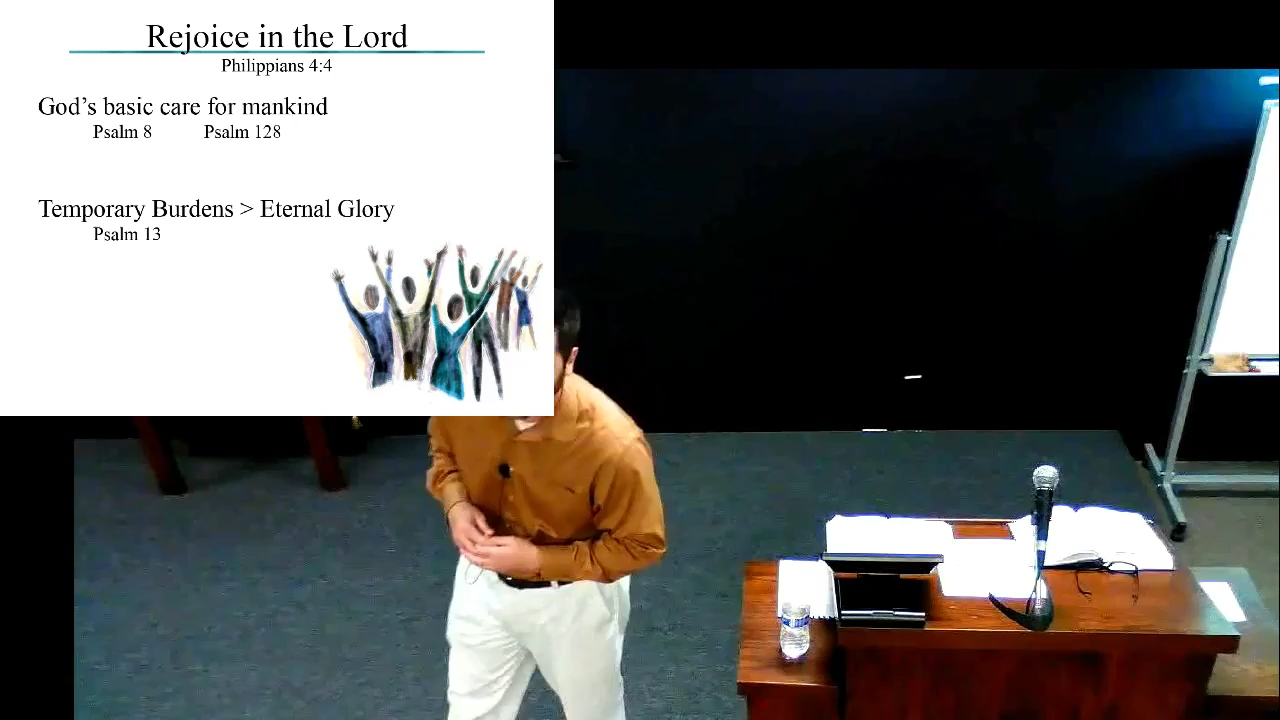 Rejoice in the Lord
Philippians 4:4
God’s basic care for mankind
Psalm 8 Psalm 128
Temporary Burdens > Eternal Glory
Psalm 13